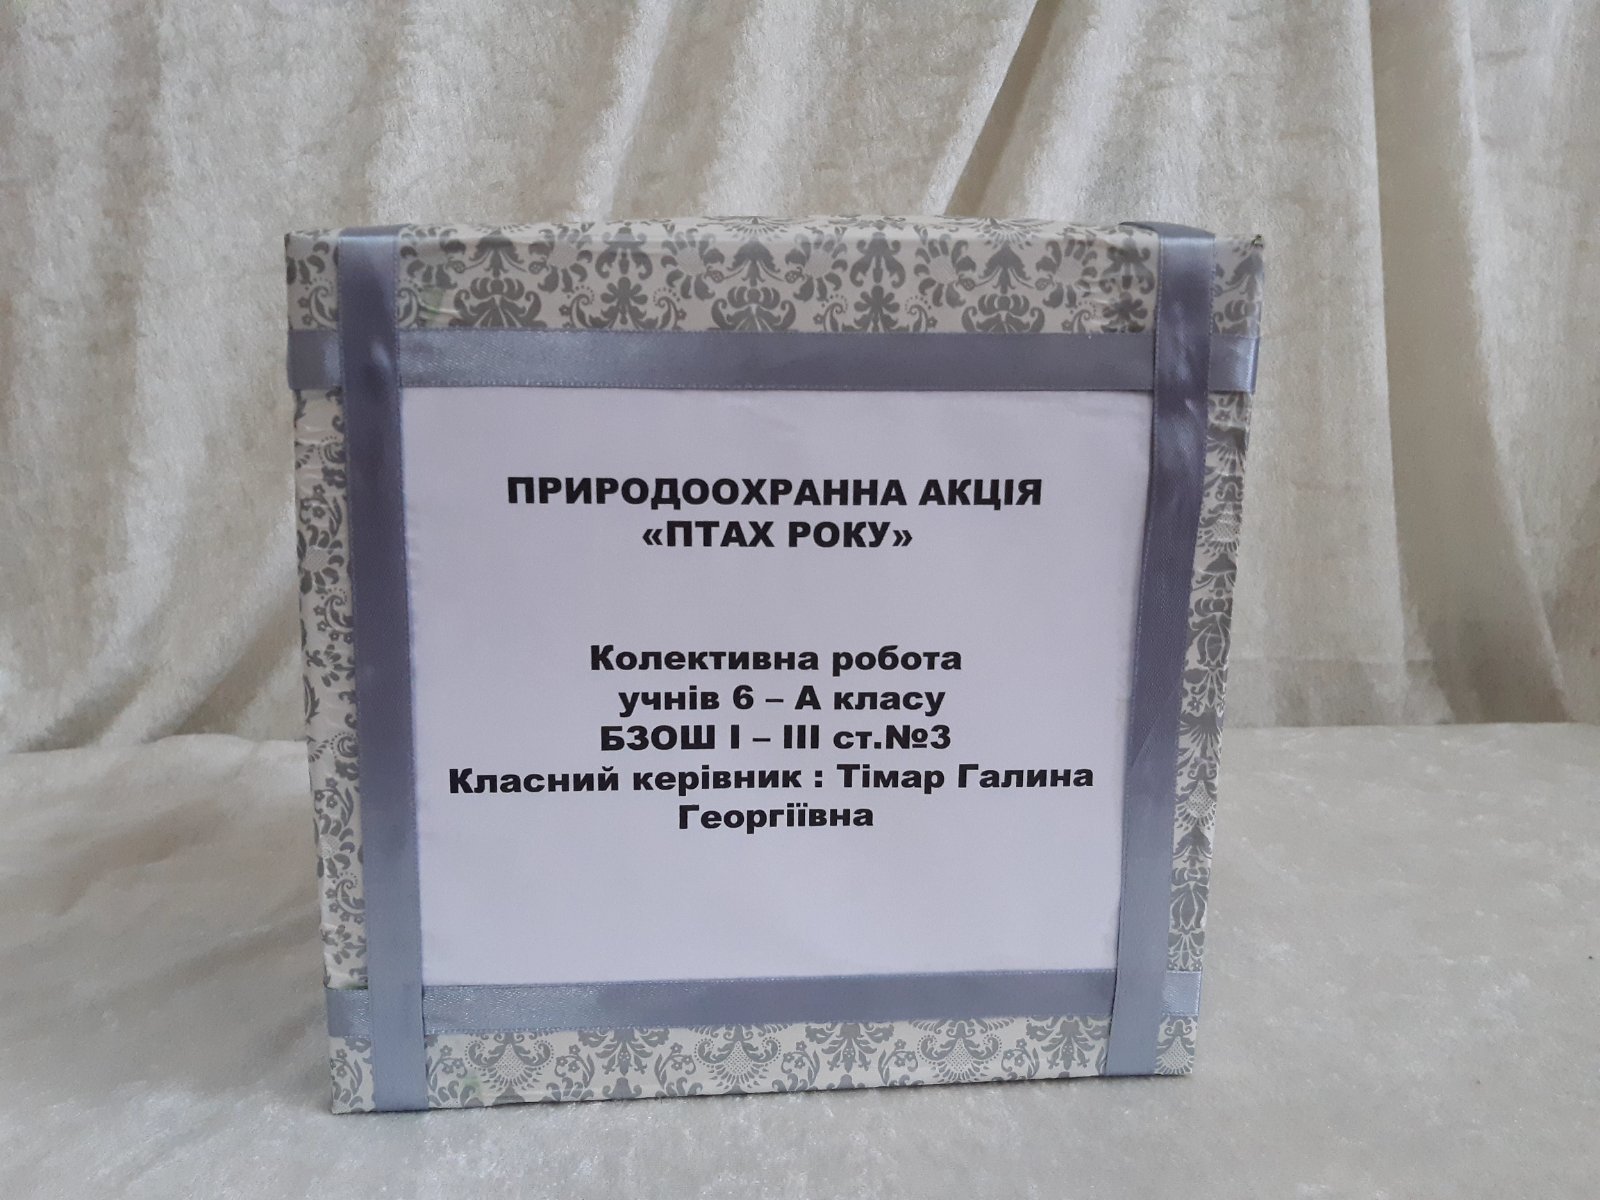 ПРИРОДООХРАННА АКЦІЯ
«ПТАХ РОКУ»
Колективна робота
учнів 6 – А класу
БЗОШ І – ІІІ ст.№3
Класний керівник : Тімар Галина
Георгіївна